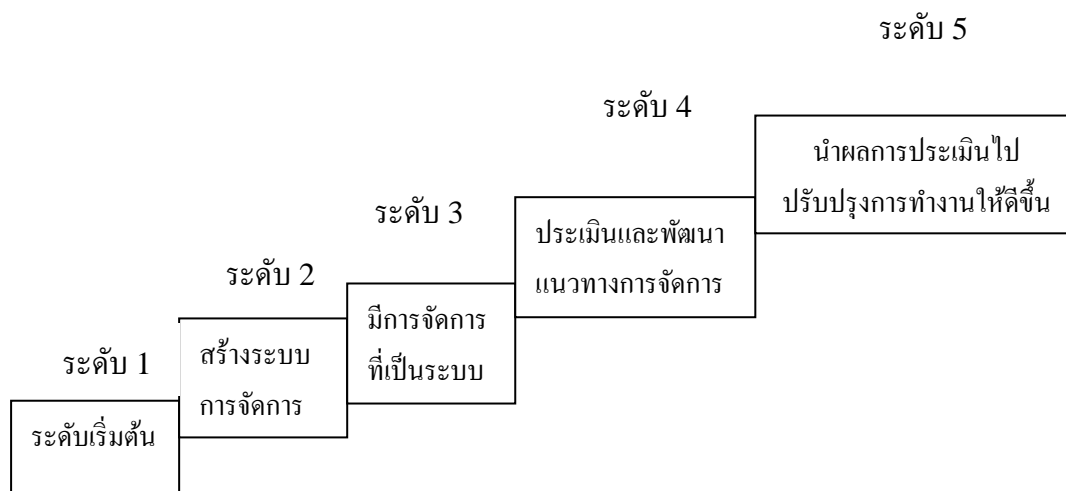 ระดับ 5
ระดับ 4
นำผลการประเมินไป
ปรับปรุงการทำงานให้ดีขึ้น
ระดับ 3
ประเมินและพัฒนา
แนวทางการจัดการ
ระดับ 2
มีการจัดการ
ที่เป็นระบบ
ระดับ 1
สร้างระบบ
การจัดการ
ระดับเริ่มต้น